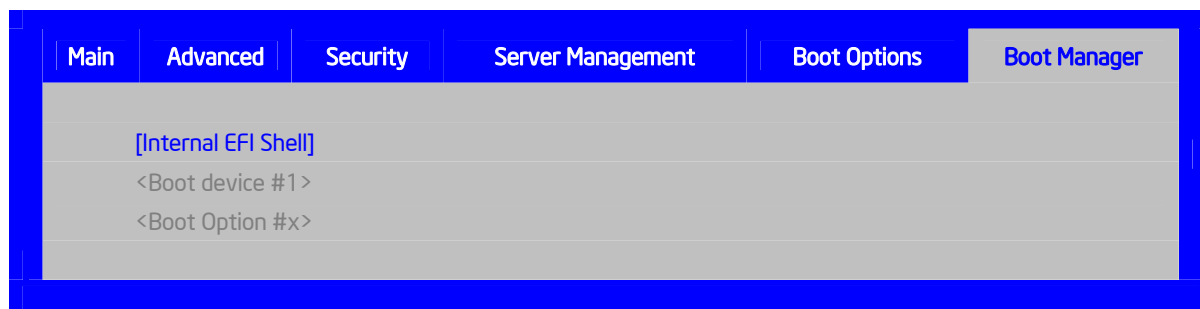 Main Advanced Security Server Management Boot Options Boot Manager
[Internal EFI Shell]
<Boot device #1>
<Boot Option #x>